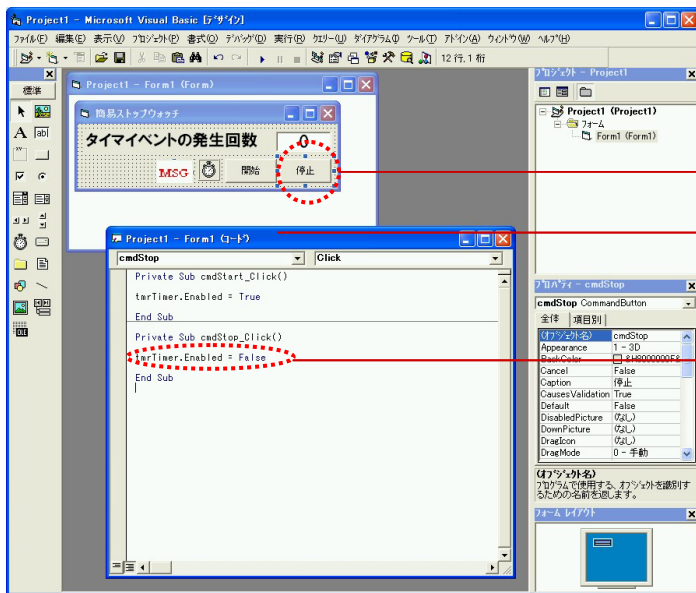 Project1 - Microsoft Visual Basic [デザイン]
ファイル(F) 編集(E) 表示(V) プロジェクト(P) 書式(O) デバッグ(D) 実行(R) クエリー(U) ダイアグラム(I) ツール(T) アドイン(A) ウィンドウ(W) ヘルプ(H)
12 行, 1 桁
標準
Project1 - Form1 (Form)
簡易ストップウォッチ
タイマイベントの発生回数
0
MSG
開始
停止
Project1 - Form1 (コード)
cmdStop
Click
Private Sub cmdStart_Click()
tmrTimer.Enabled = True
End Sub
Private Sub cmdStop_Click()
tmrTimer.Enabled = False
End Sub
プロジェクト - Project1
Project1 (Project1)
フォーム
Form1 (Form1)
プロパティ - cmdStop
cmdStop CommandButton
全体 項目別
(オブジェクト名) cmdStop
Appearance 1 - 3D
BackColor &H8000000F&
Cancel False
Caption 停止
CausesValidation True
Default False
DisabledPicture (なし)
DownPicture (なし)
DragIcon (なし)
DragMode 0 - 手動
(オブジェクト名)
プログラムで使用する、オブジェクトを識別す
るための名前を返します。
フォーム レイアウト